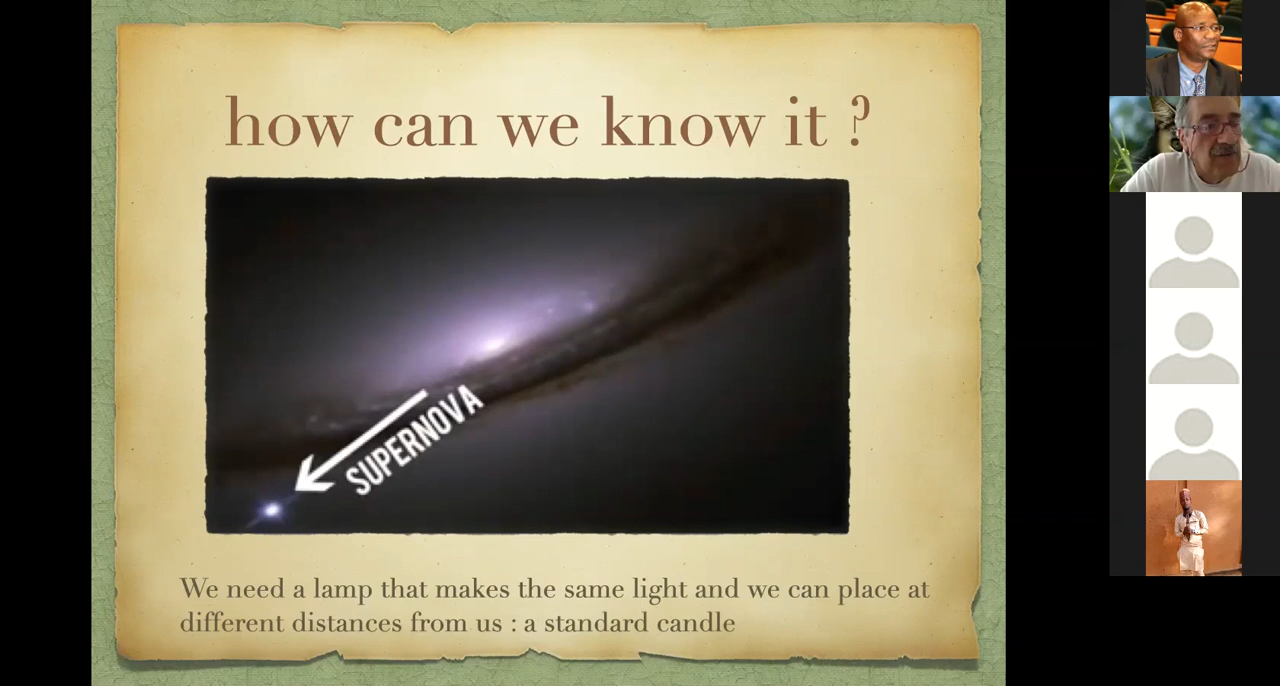 how can we know it ?
SUPERNOVA
We need a lamp that makes the same light and we can place at
different distances from us : a standard candle